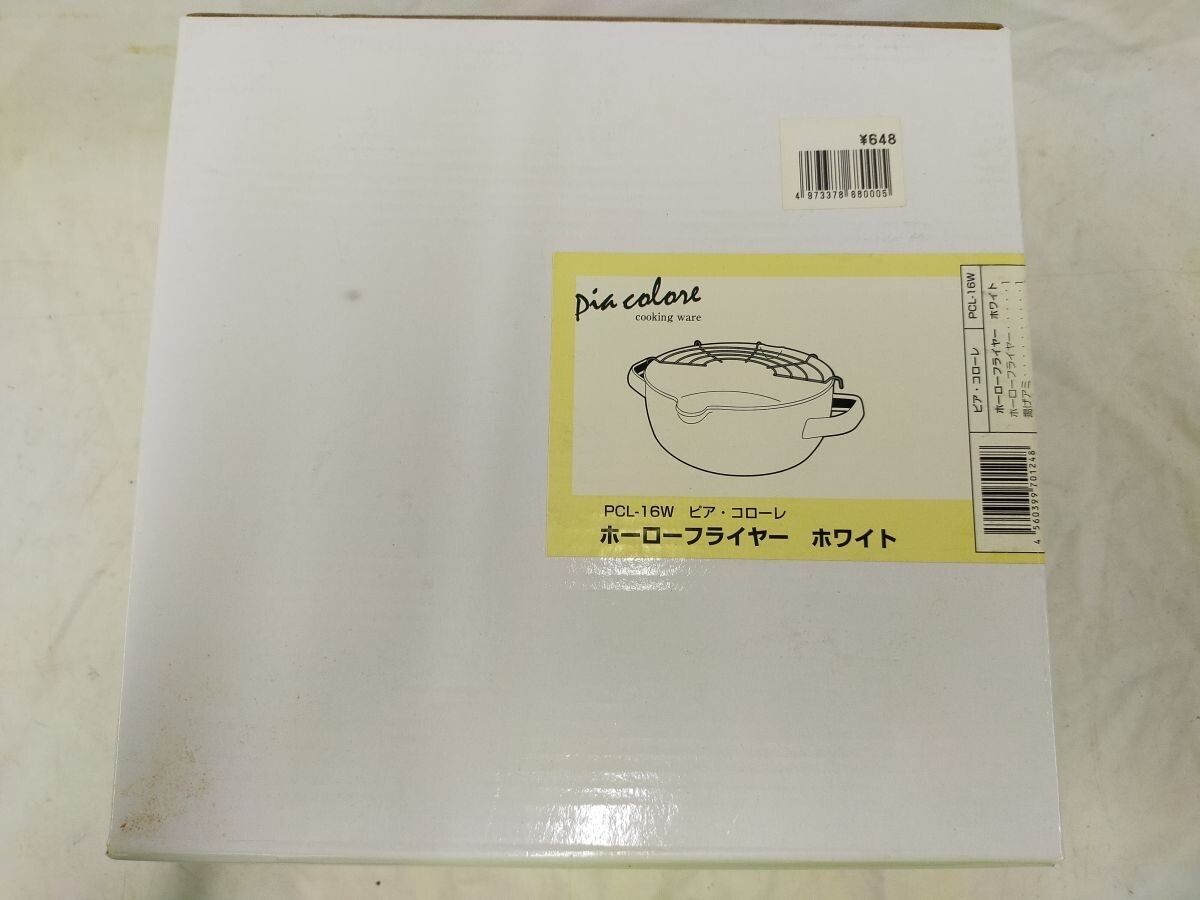 ¥648
4 973378 880005
pia colore
cooking ware
PCL-16W ピア・コローレ
ホーローフライヤー ホワイト
ピア・コローレ PCL-16W
ホーローフライヤー ホワイト
ホーローフライヤー・・・・・1
揚げアミ・・・・・・・・・1
4 560399 701248